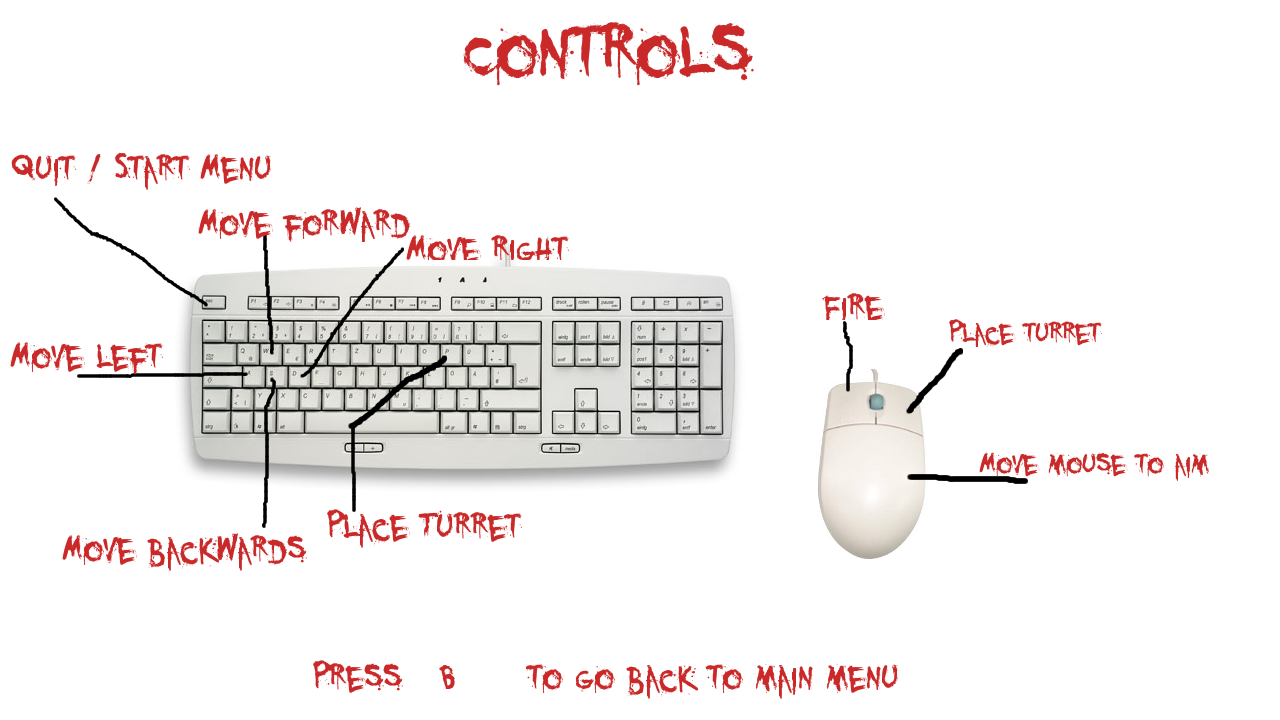 CONTROLS
QUIT / START MENU
MOVE FORWARD
MOVE RIGHT
FIRE
PLACE TURRET
MOVE LEFT
MOVE MOUSE TO AIM
PLACE TURRET
MOVE BACKWARDS
PRESS B TO GO BACK TO MAIN MENU